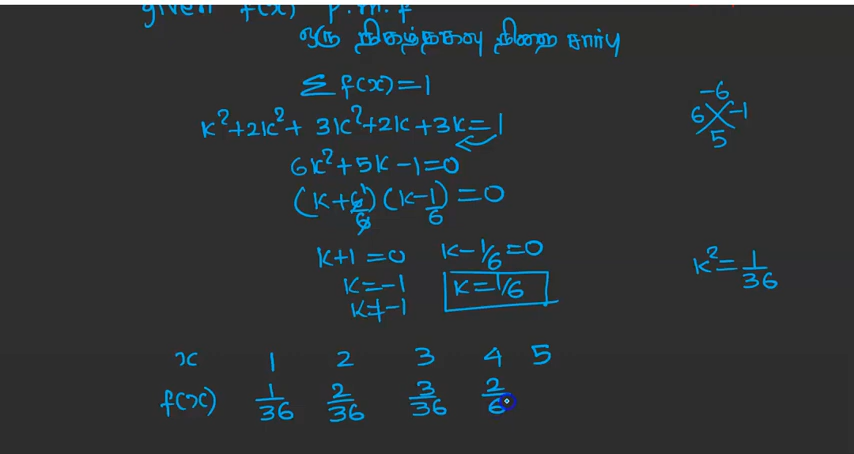 given f(x) p.m.f
ஒரு நிகழ்தகவு நிறை சார்பு
Σ f(x) = 1
k² + 2k² + 3k² + 2k + 3k = 1
6k² + 5k - 1 = 0
(k + 6/6) (k - 1/6) = 0
-6
6 -1
5
k + 1 = 0 k - 1/6 = 0
k = -1 k = 1/6
k ≠ -1
k² = 1/36
x 1 2 3 4 5
f(x) 1/36 2/36 3/36 2/6